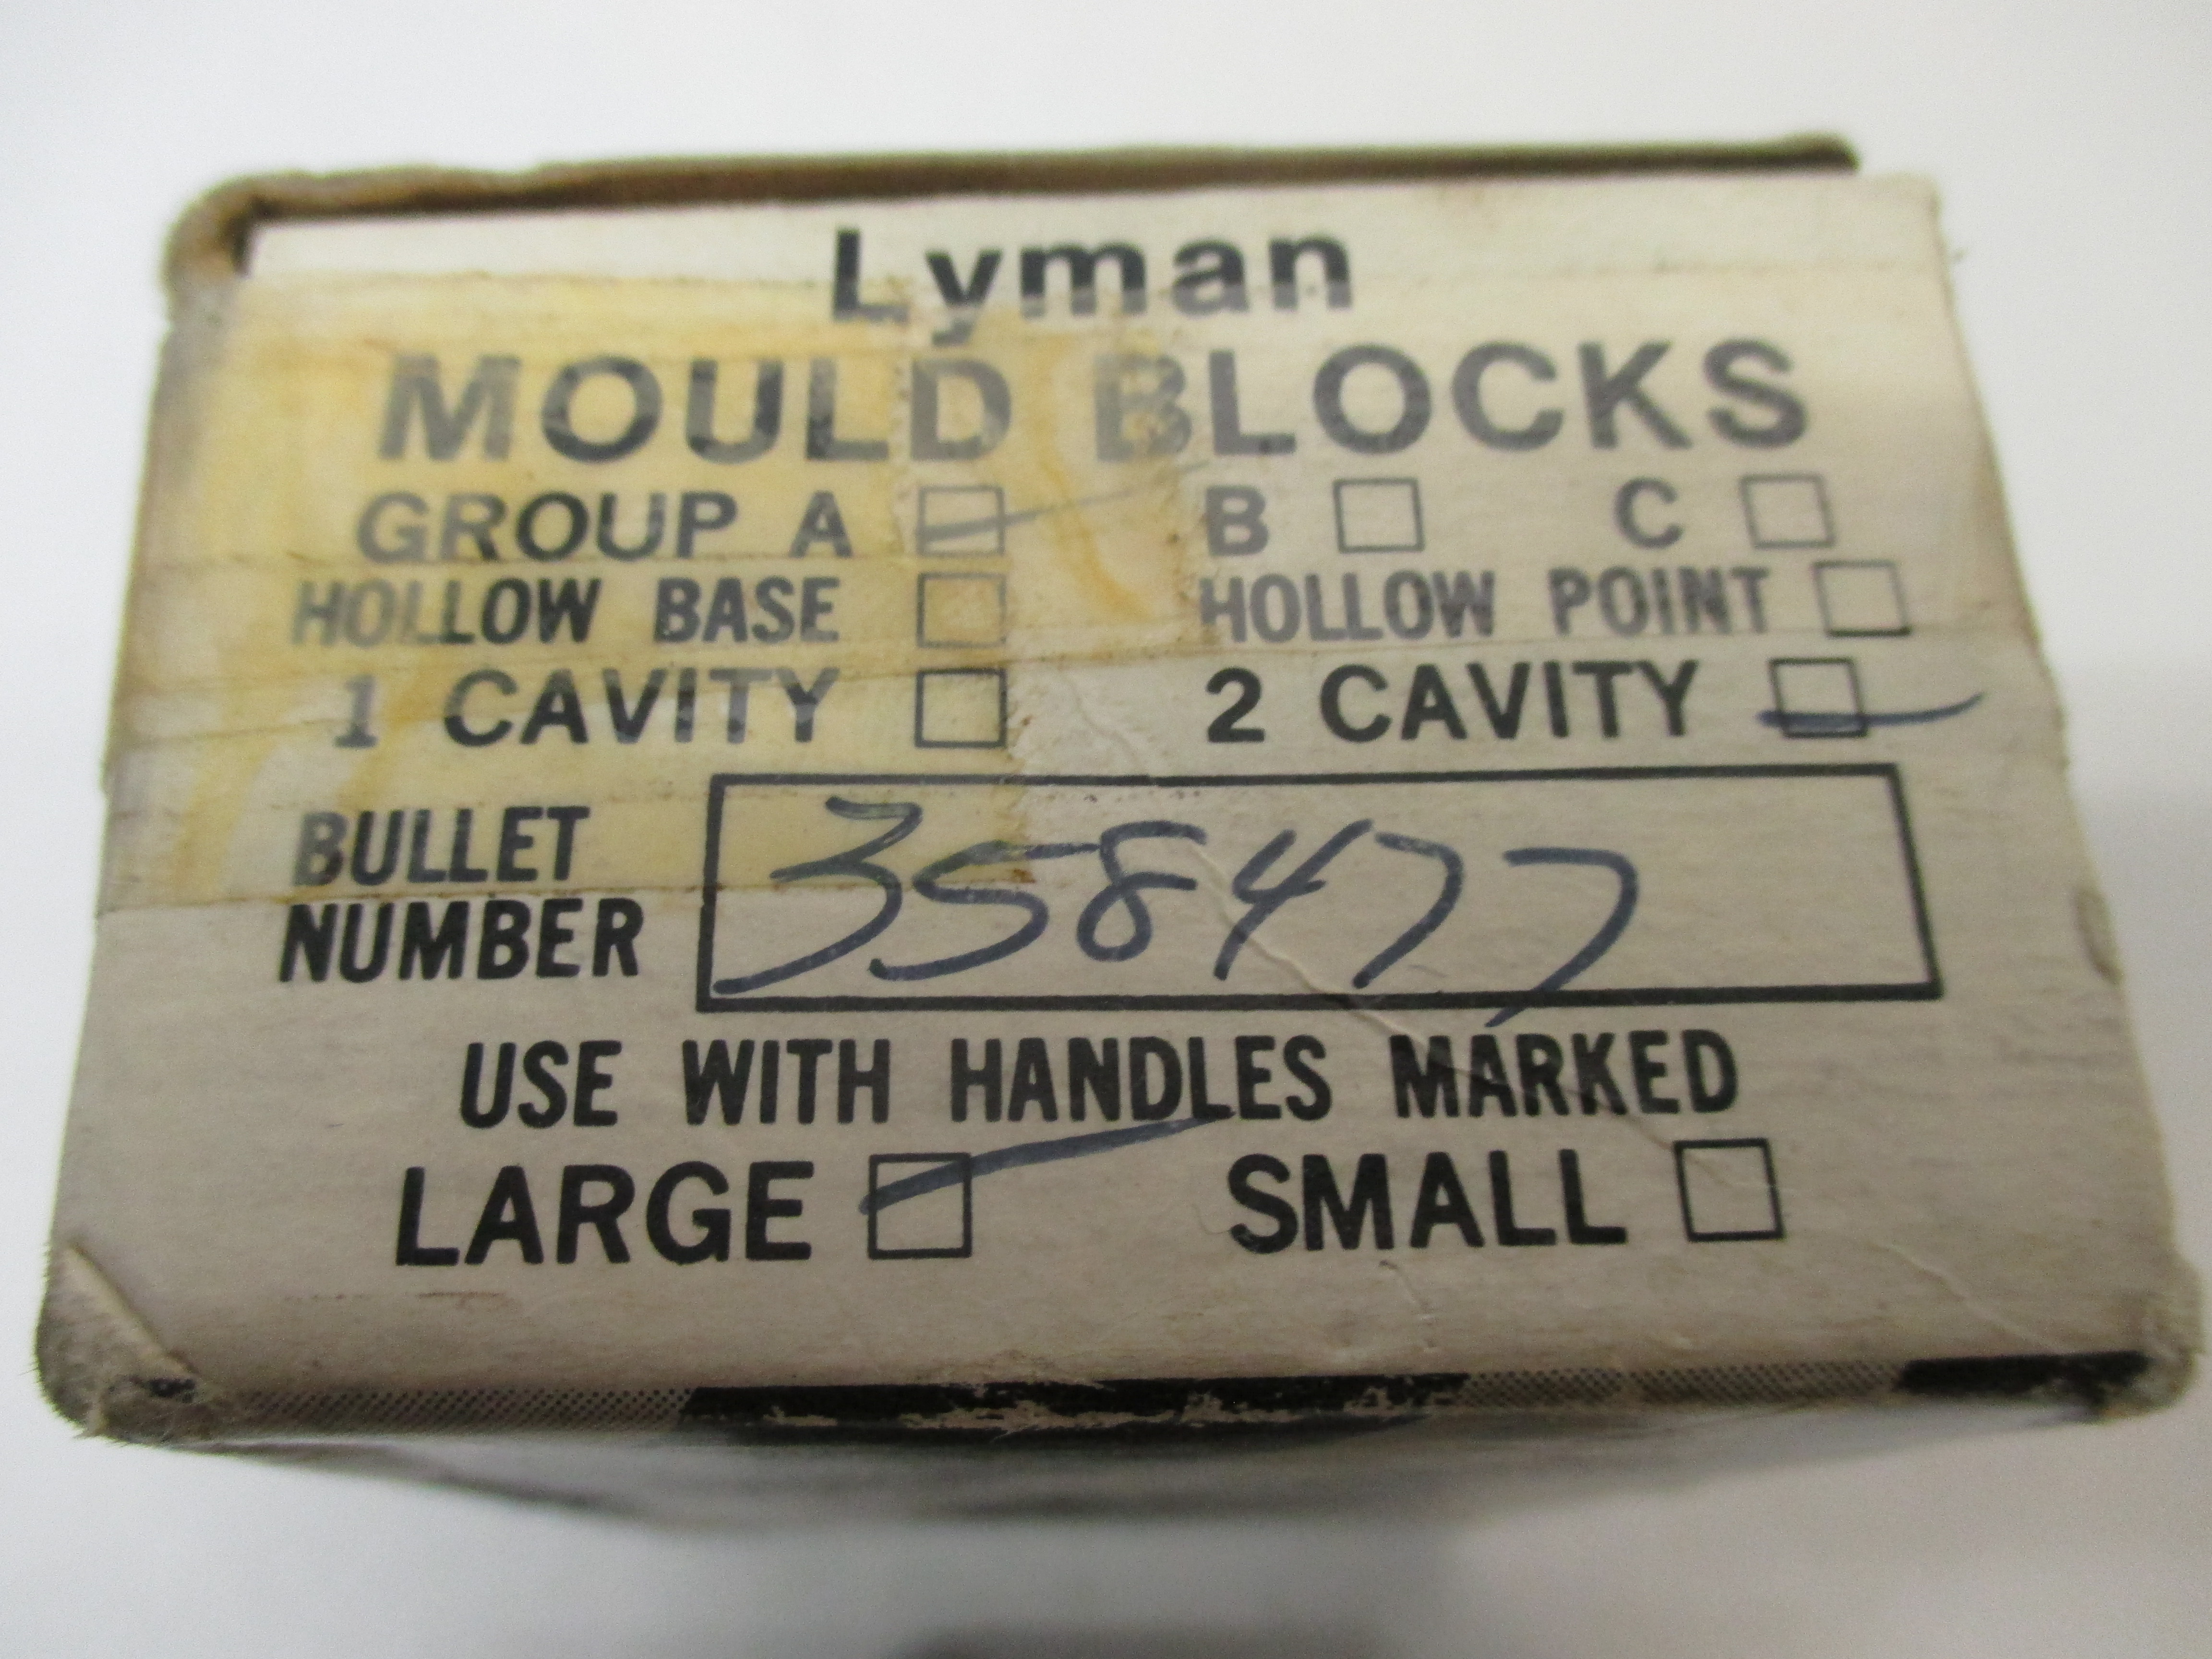 Lyman
MOULD BLOCKS
GROUP A B C
HOLLOW BASE HOLLOW POINT
1 CAVITY 2 CAVITY
BULLET NUMBER 358477
USE WITH HANDLES MARKED
LARGE SMALL